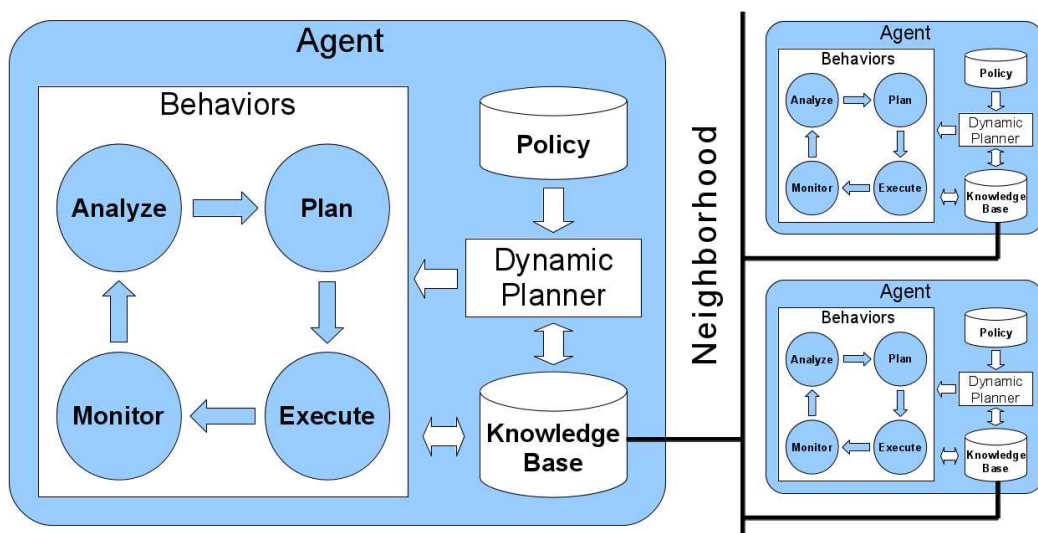 Agent
Behaviors
Analyze
Plan
Monitor
Execute
Policy
Dynamic
Planner
Knowledge
Base
Neighborhood
Agent
Behaviors
Analyze
Plan
Monitor
Execute
Policy
Dynamic
Planner
Knowledge
Base
Agent
Behaviors
Analyze
Plan
Monitor
Execute
Policy
Dynamic
Planner
Knowledge
Base